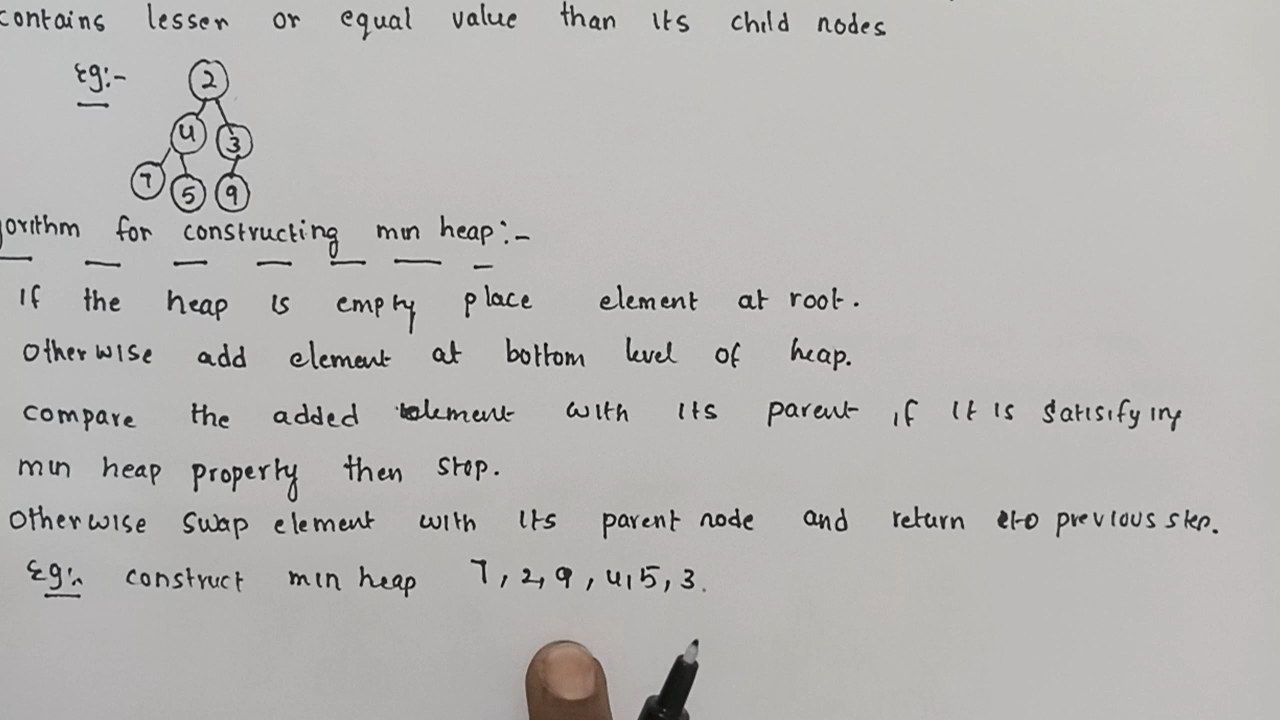 contains lesser or equal value than its child nodes
Eg:-
2
4 3
7 5 9
gorithm for constructing min heap:-
If the heap is empty place element at root.
Otherwise add element at bottom level of heap.
compare the added element with its parent if it is satisifying
min heap property then stop.
Otherwise swap element with its parent node and return to previous step.
Eg:- construct min heap 7, 2, 9, 4, 5, 3.